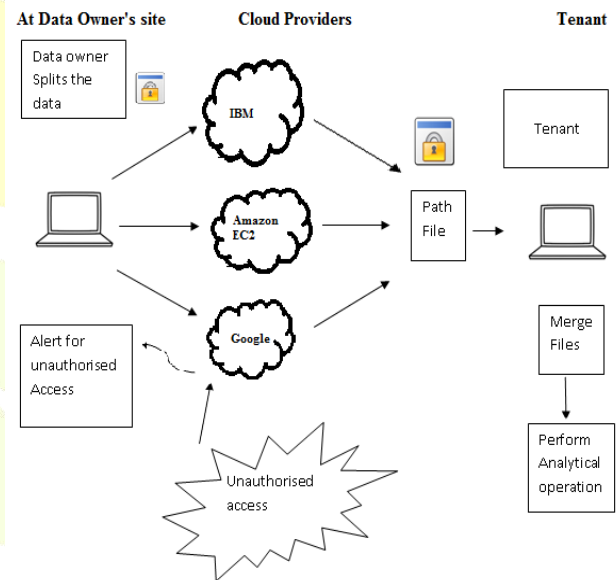 At Data Owner's site
Cloud Providers
Tenant
Data owner
Splits the
data
IBM
Tenant
Amazon
EC2
Path
File
Google
Alert for
unauthorised
Access
Merge
Files
Unauthorised
access
Perform
Analytical
operation